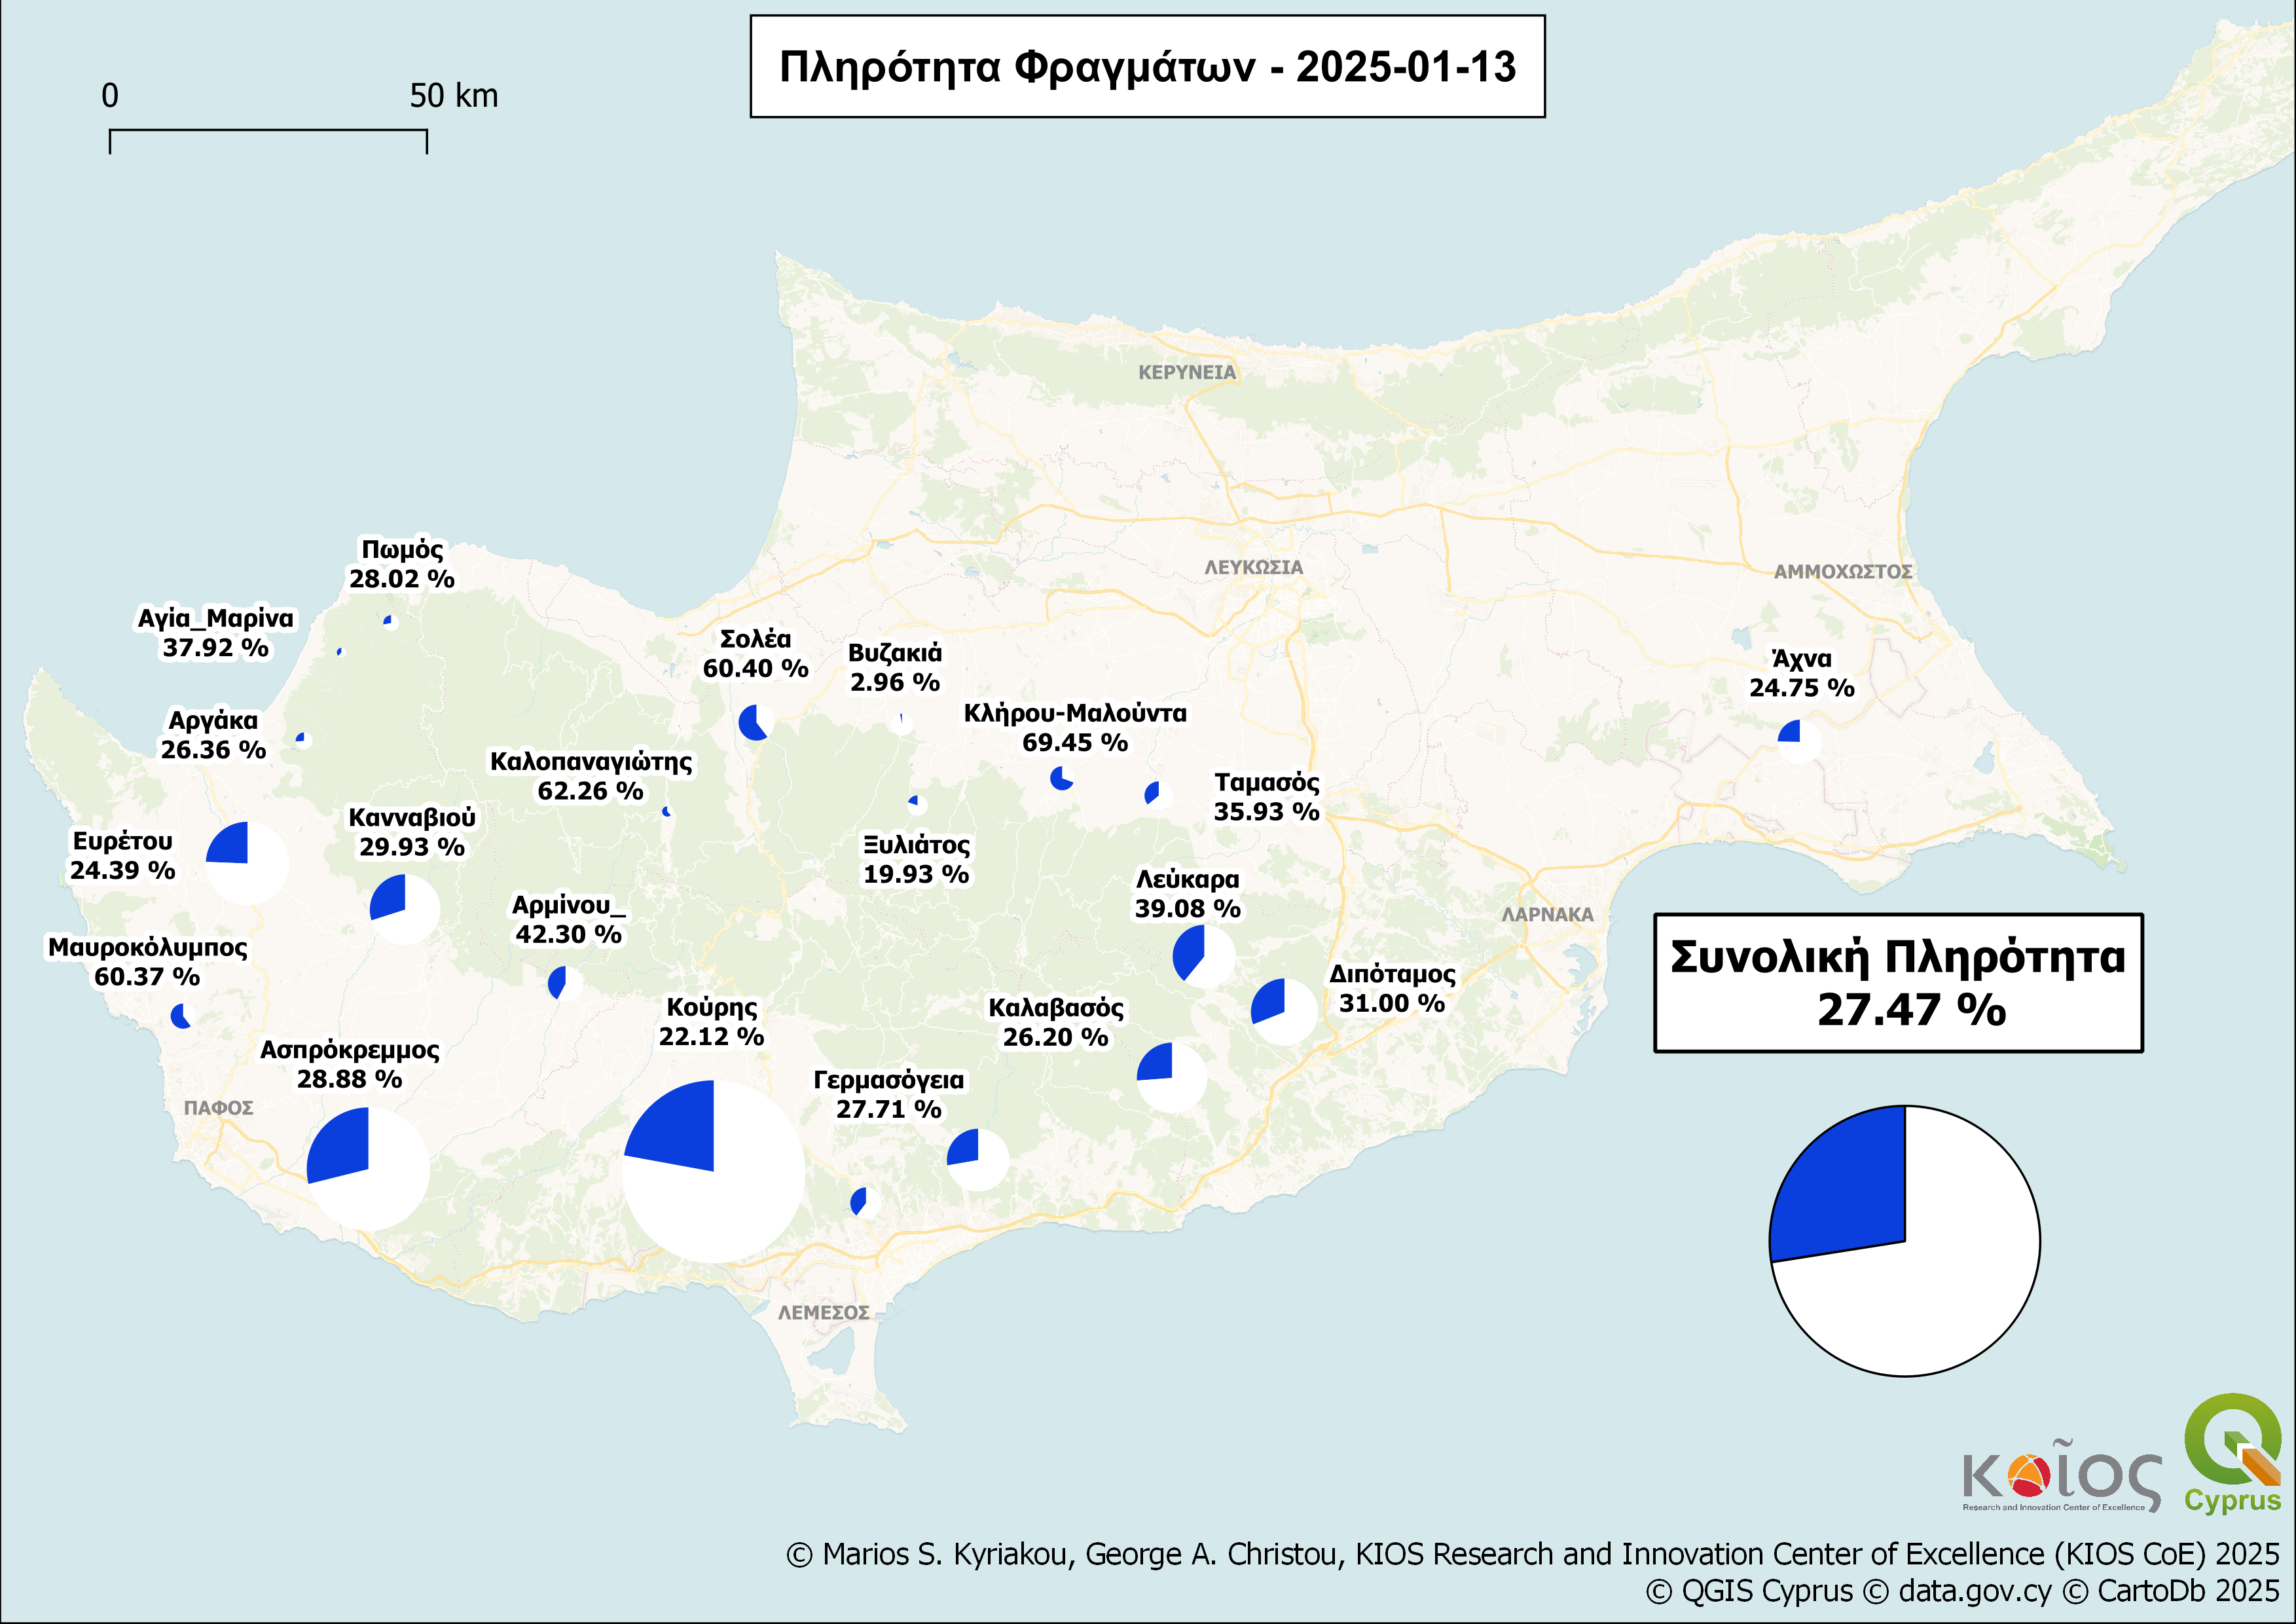 Πληρότητα Φραγμάτων - 2025-01-13
0 50 km
ΚΕΡΥΝΕΙΑ
Πωμός
28.02 %
ΛΕΥΚΩΣΙΑ
ΑΜΜΟΧΩΣΤΟΣ
Αγία_Μαρίνα
37.92 %
Σολέα
60.40 %
Βυζακιά
2.96 %
Άχνα
24.75 %
Αργάκα
26.36 %
Κλήρου-Μαλούντα
69.45 %
Καλοπαναγιώτης
62.26 %
Ταμασός
35.93 %
Ευρέτου
24.39 %
Κανναβιού
29.93 %
Ξυλιάτος
19.93 %
Λεύκαρα
39.08 %
Αρμίνου_
42.30 %
ΛΑΡΝΑΚΑ
Μαυροκόλυμπος
60.37 %
Διπόταμος
31.00 %
Συνολική Πληρότητα
27.47 %
Κούρης
22.12 %
Καλαβασός
26.20 %
Ασπρόκρεμμος
28.88 %
Γερμασόγεια
27.71 %
ΠΑΦΟΣ
ΛΕΜΕΣΟΣ
κοῖος
Research and Innovation Center of Excellence
Cyprus
© Marios S. Kyriakou, George A. Christou, KIOS Research and Innovation Center of Excellence (KIOS CoE) 2025
© QGIS Cyprus © data.gov.cy © CartoDb 2025